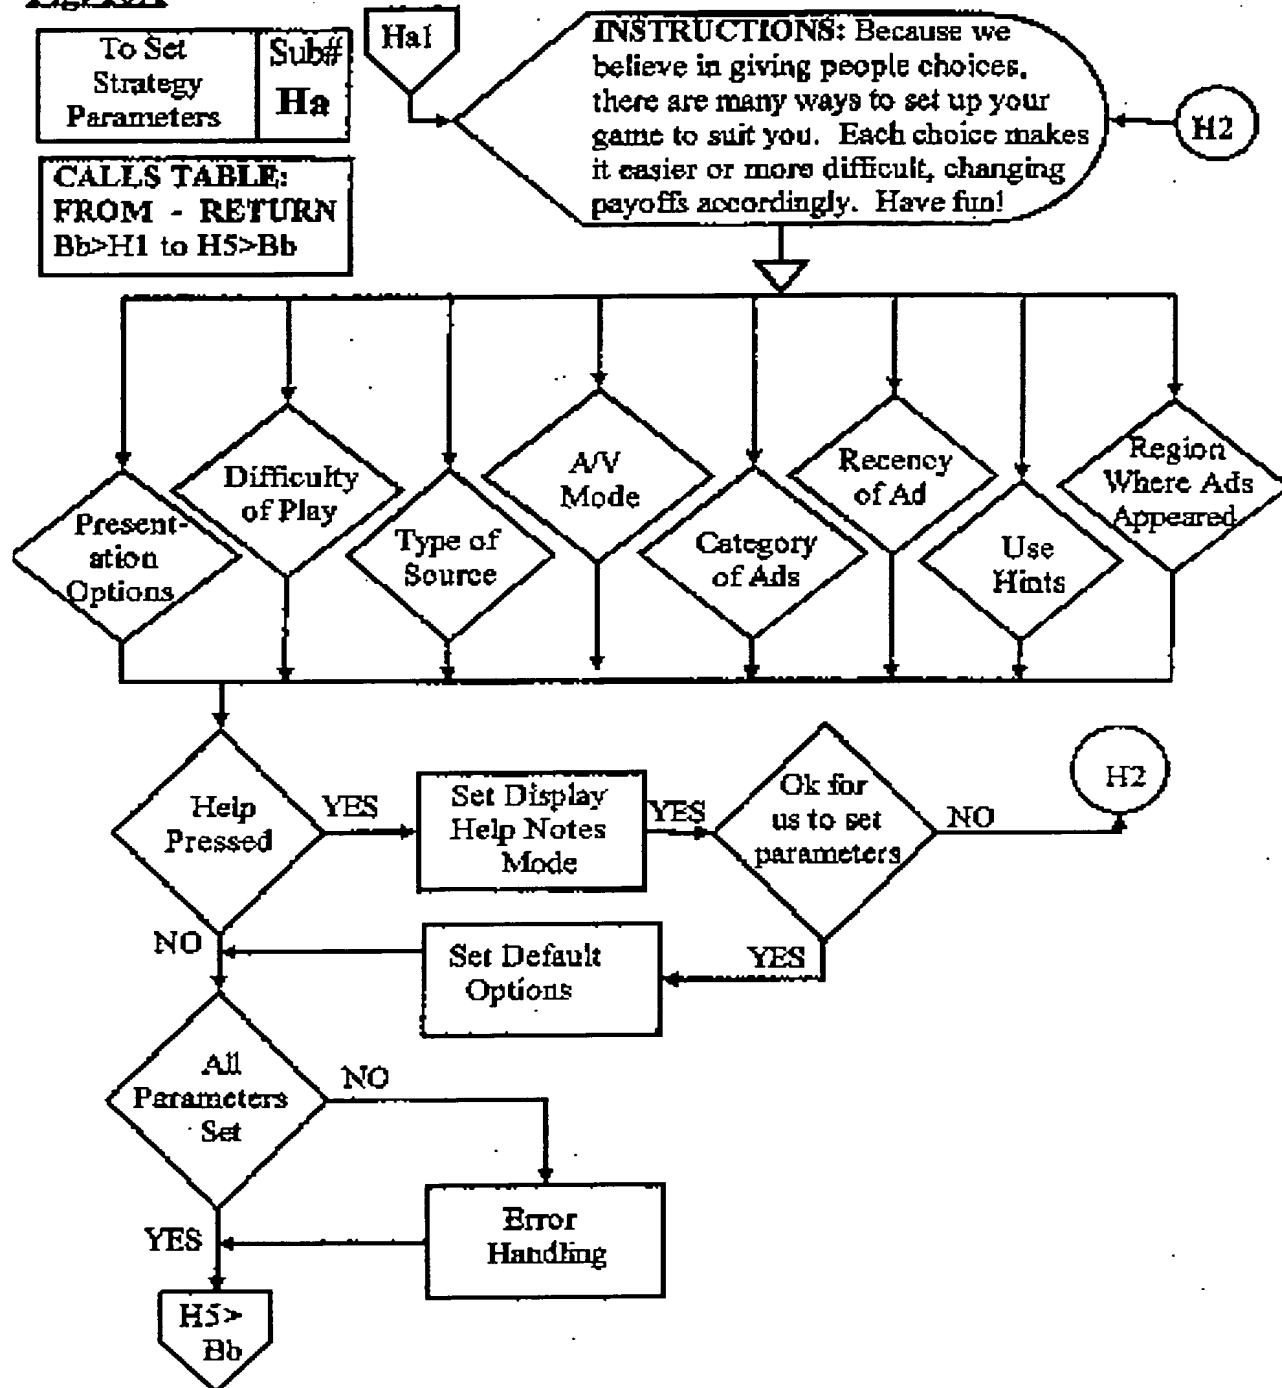 To Set
Strategy
Parameters
Sub#
Ha
CALLS TABLE:
FROM - RETURN
Bb>H1 to H5>Bb
Ha1
INSTRUCTIONS: Because we
believe in giving people choices,
there are many ways to set up your
game to suit you. Each choice makes
it easier or more difficult, changing
payoffs accordingly. Have fun!
H2
Present-
ation
Options
Difficulty
of Play
Type of
Source
A/V
Mode
Category
of Ads
Recency
of Ad
Use
Hints
Region
Where Ads
Appeared
Help
Pressed
YES
Set Display
Help Notes
Mode
YES
Ok for
us to set
parameters
NO
H2
NO
Set Default
Options
YES
All
Parameters
Set
NO
Error
Handling
YES
H5>
Bb